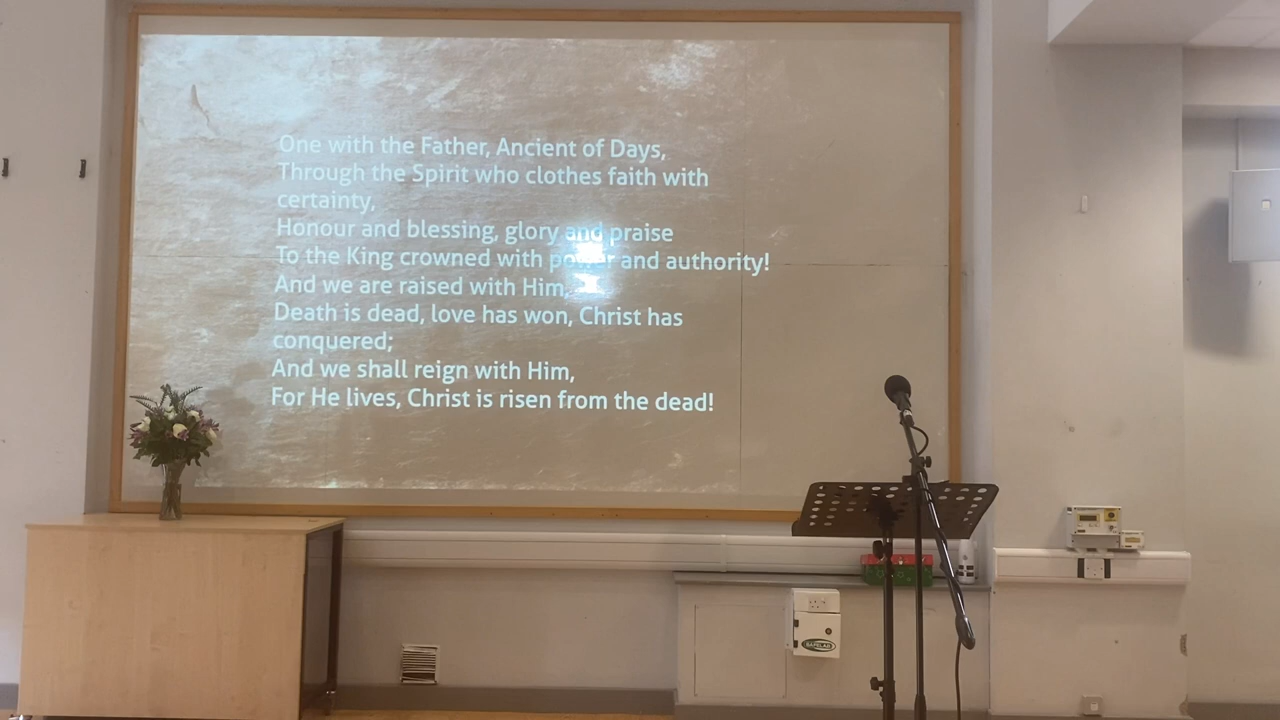 One with the Father, Ancient of Days,
Through the Spirit who clothes faith with
certainty,
Honour and blessing, glory and praise
To the King crowned with power and authority!
And we are raised with Him,
Death is dead, love has won, Christ has
conquered;
And we shall reign with Him,
For He lives, Christ is risen from the dead!